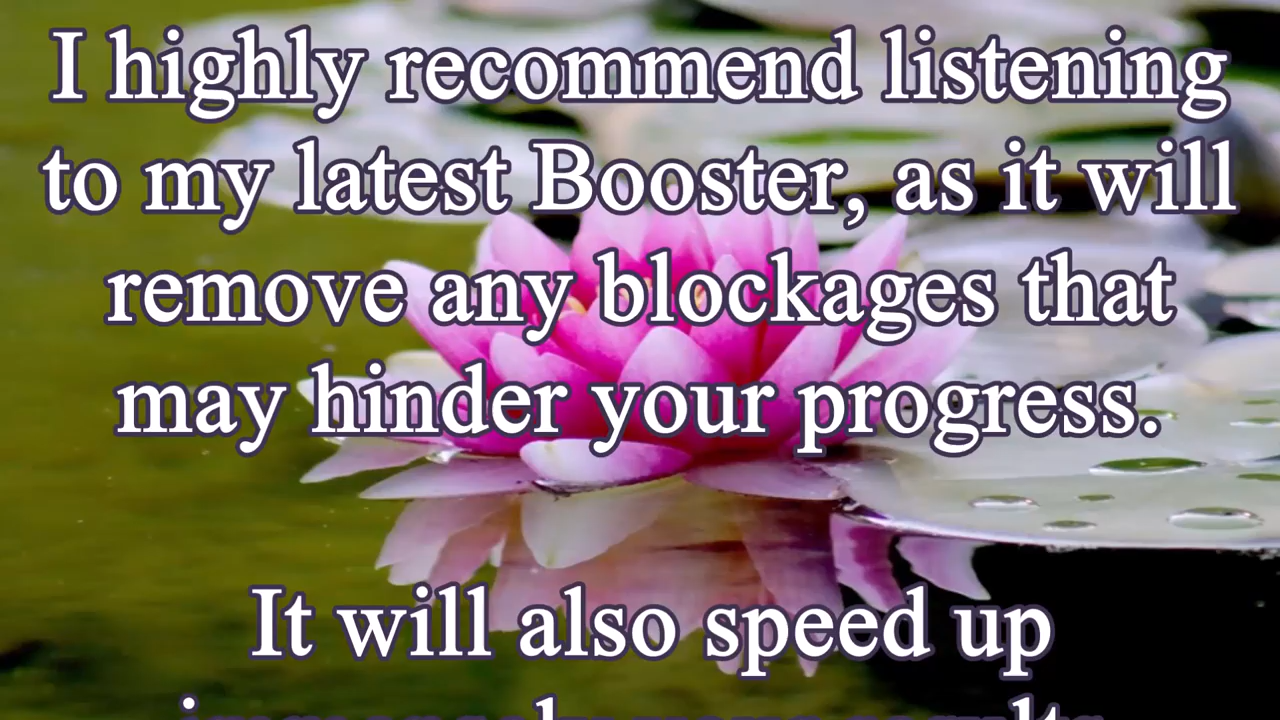 I highly recommend listening
to my latest Booster, as it will
remove any blockages that
may hinder your progress.
It will also speed up